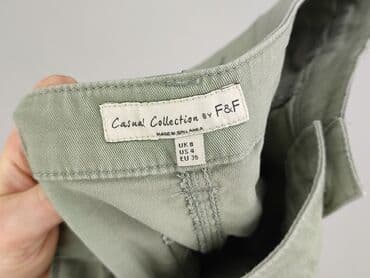 Casual Collection BY F&F
MADE IN SRI LANKA
UK 8
US 4
EU 36